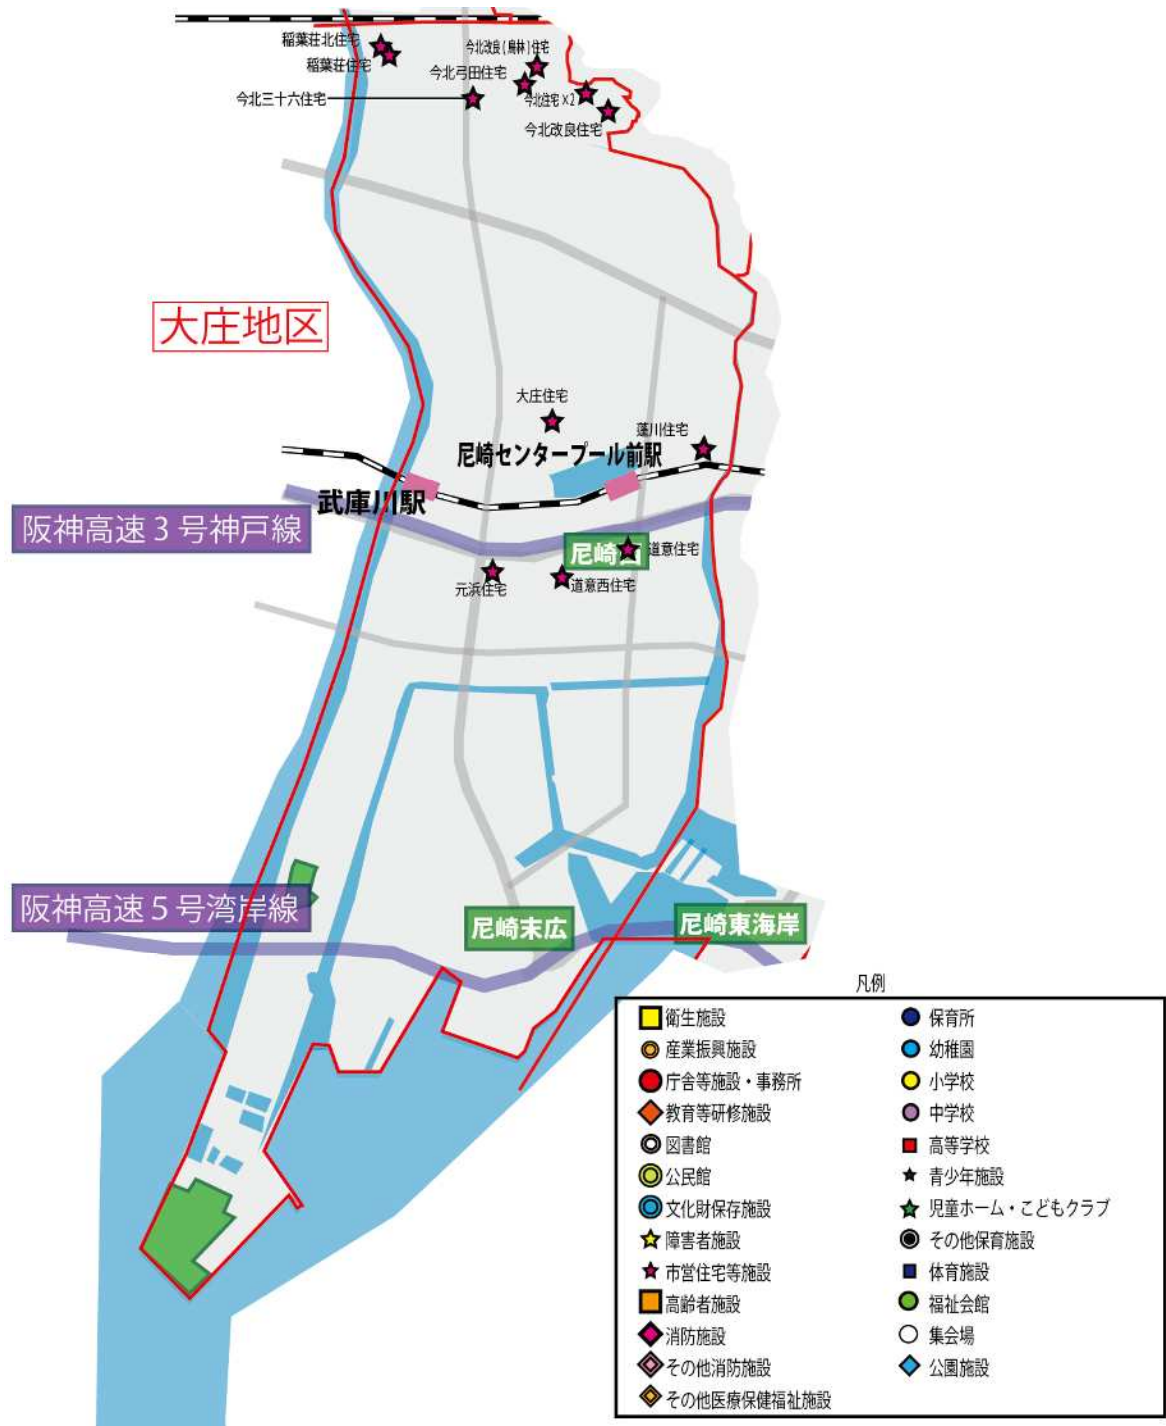 稲葉荘北住宅
今北改良(鳥林)住宅
稲葉荘住宅
今北弓田住宅
今北三十六住宅
今北住宅×2
今北改良住宅
大庄地区
大庄住宅
蓬川住宅
尼崎センタープール前駅
武庫川駅
阪神高速3号神戸線
尼崎
道意住宅
元浜住宅
道意西住宅
阪神高速5号湾岸線
尼崎末広
尼崎東海岸
凡例
衛生施設
産業振興施設
庁舎等施設・事務所
教育等研修施設
図書館
公民館
文化財保存施設
障害者施設
市営住宅等施設
高齢者施設
消防施設
その他消防施設
その他医療保健福祉施設
保育所
幼稚園
小学校
中学校
高等学校
青少年施設
児童ホーム・こどもクラブ
その他保育施設
体育施設
福祉会館
集会場
公園施設